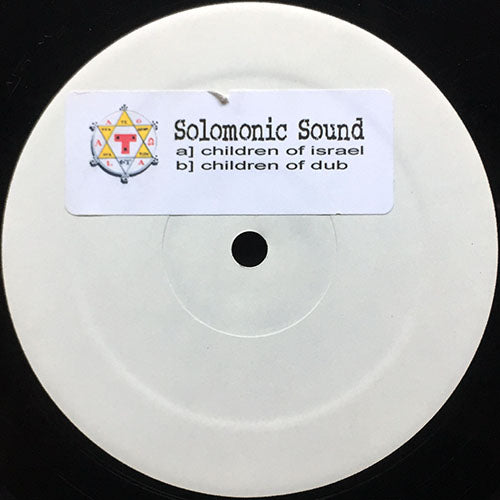 Solomonic Sound
a] children of israel
b] children of dub
T